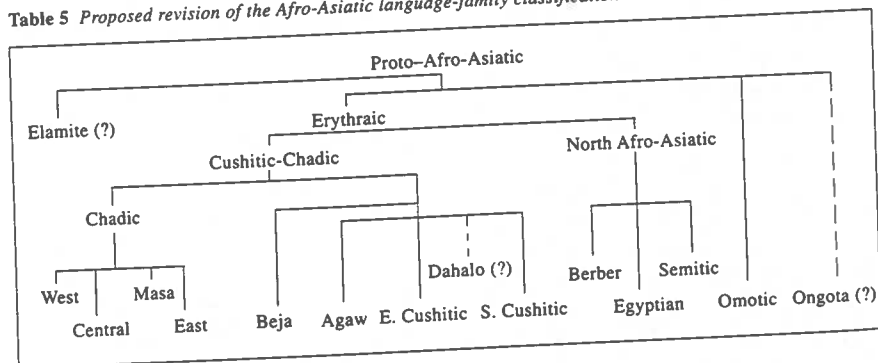 Table 5 Proposed revision of the Afro-Asiatic language-family classification
Proto–Afro-Asiatic
Elamite (?)
Erythraic
Cushitic-Chadic
North Afro-Asiatic
Chadic
West
Central
Masa
East
Beja
Agaw
E. Cushitic
Dahalo (?)
S. Cushitic
Berber
Egyptian
Semitic
Omotic
Ongota (?)